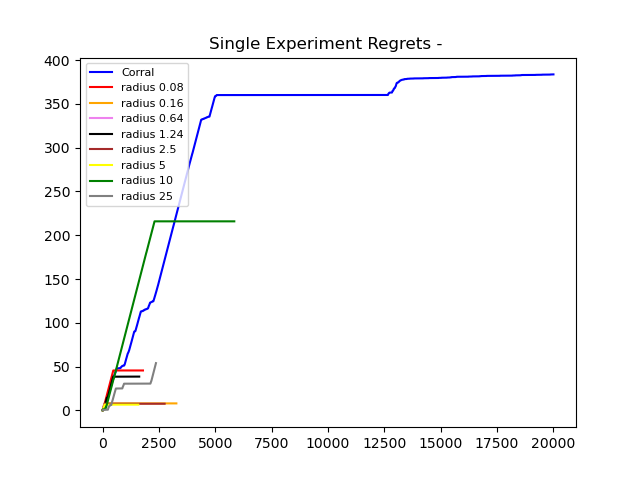 Single Experiment Regrets -
400
350
300
250
200
150
100
50
0
Corral
radius 0.08
radius 0.16
radius 0.64
radius 1.24
radius 2.5
radius 5
radius 10
radius 25
0 2500 5000 7500 10000 12500 15000 17500 20000